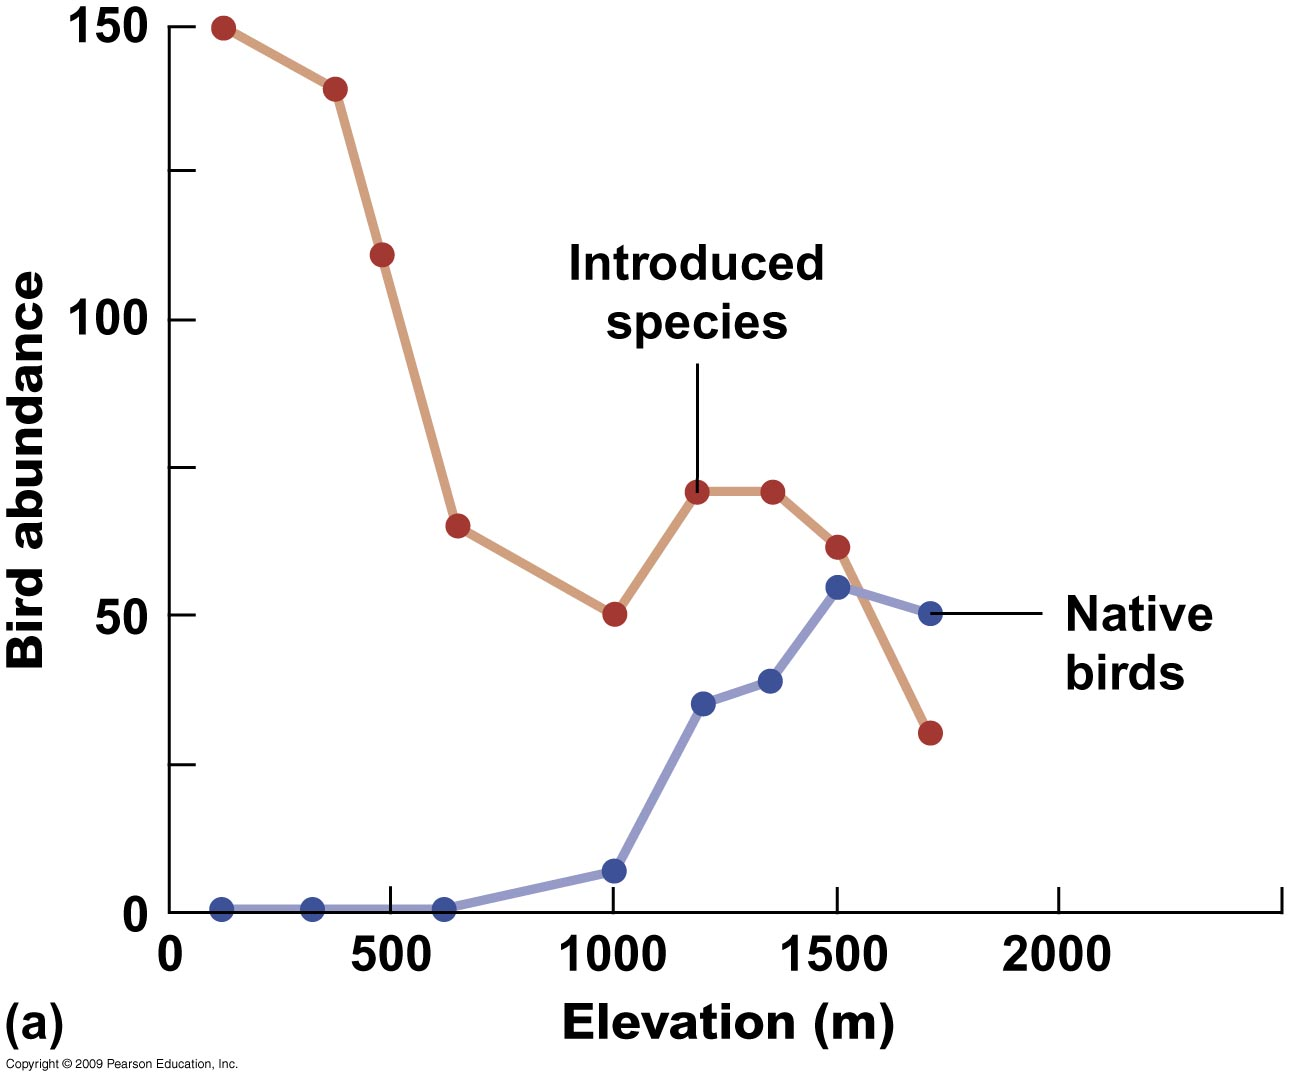 150
100
50
0
Bird abundance
Introduced
species
Native
birds
0 500 1000 1500 2000
Elevation (m)
(a)
Copyright © 2009 Pearson Education, Inc.